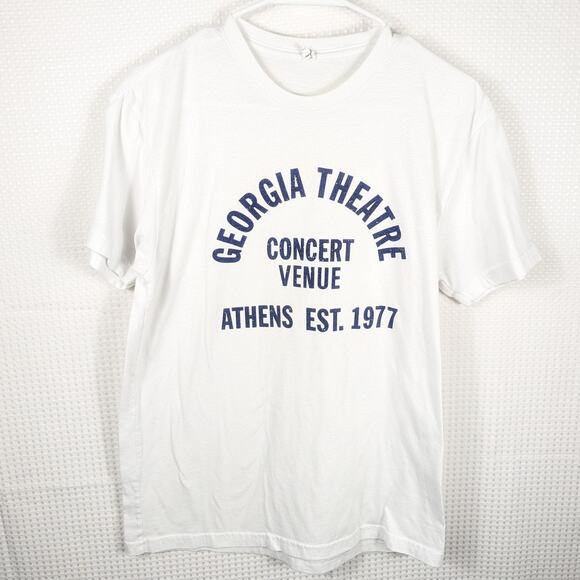 GEORGIA THEATRE
CONCERT
VENUE
ATHENS EST. 1977